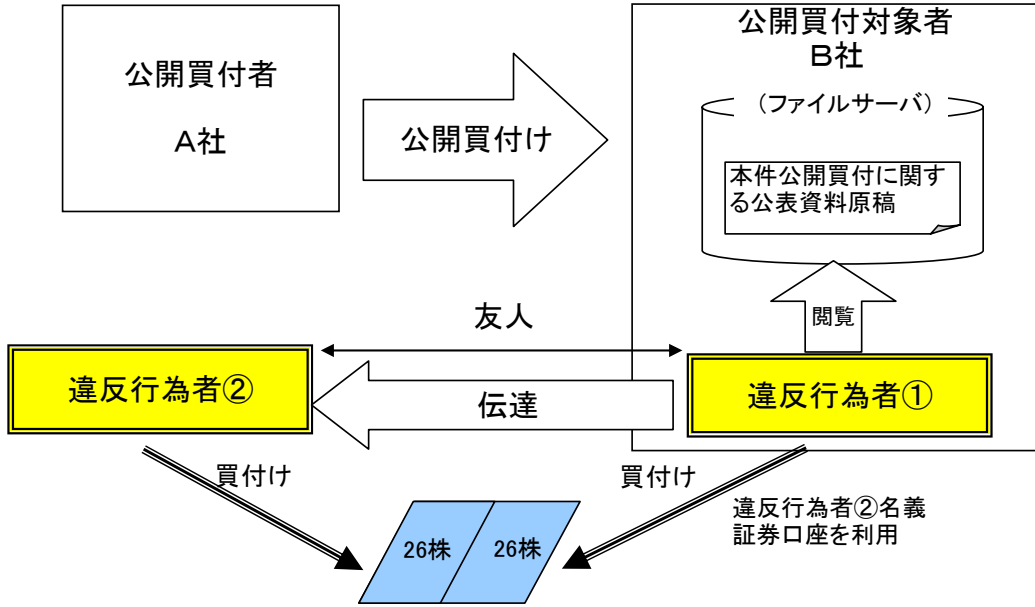 公開買付者
A社
公開買付け
公開買付対象者
B社
(ファイルサーバ)
本件公開買付に関す
る公表資料原稿
閲覧
友人
違反行為者②
伝達
違反行為者①
買付け
買付け
違反行為者②名義
証券口座を利用
26株
26株